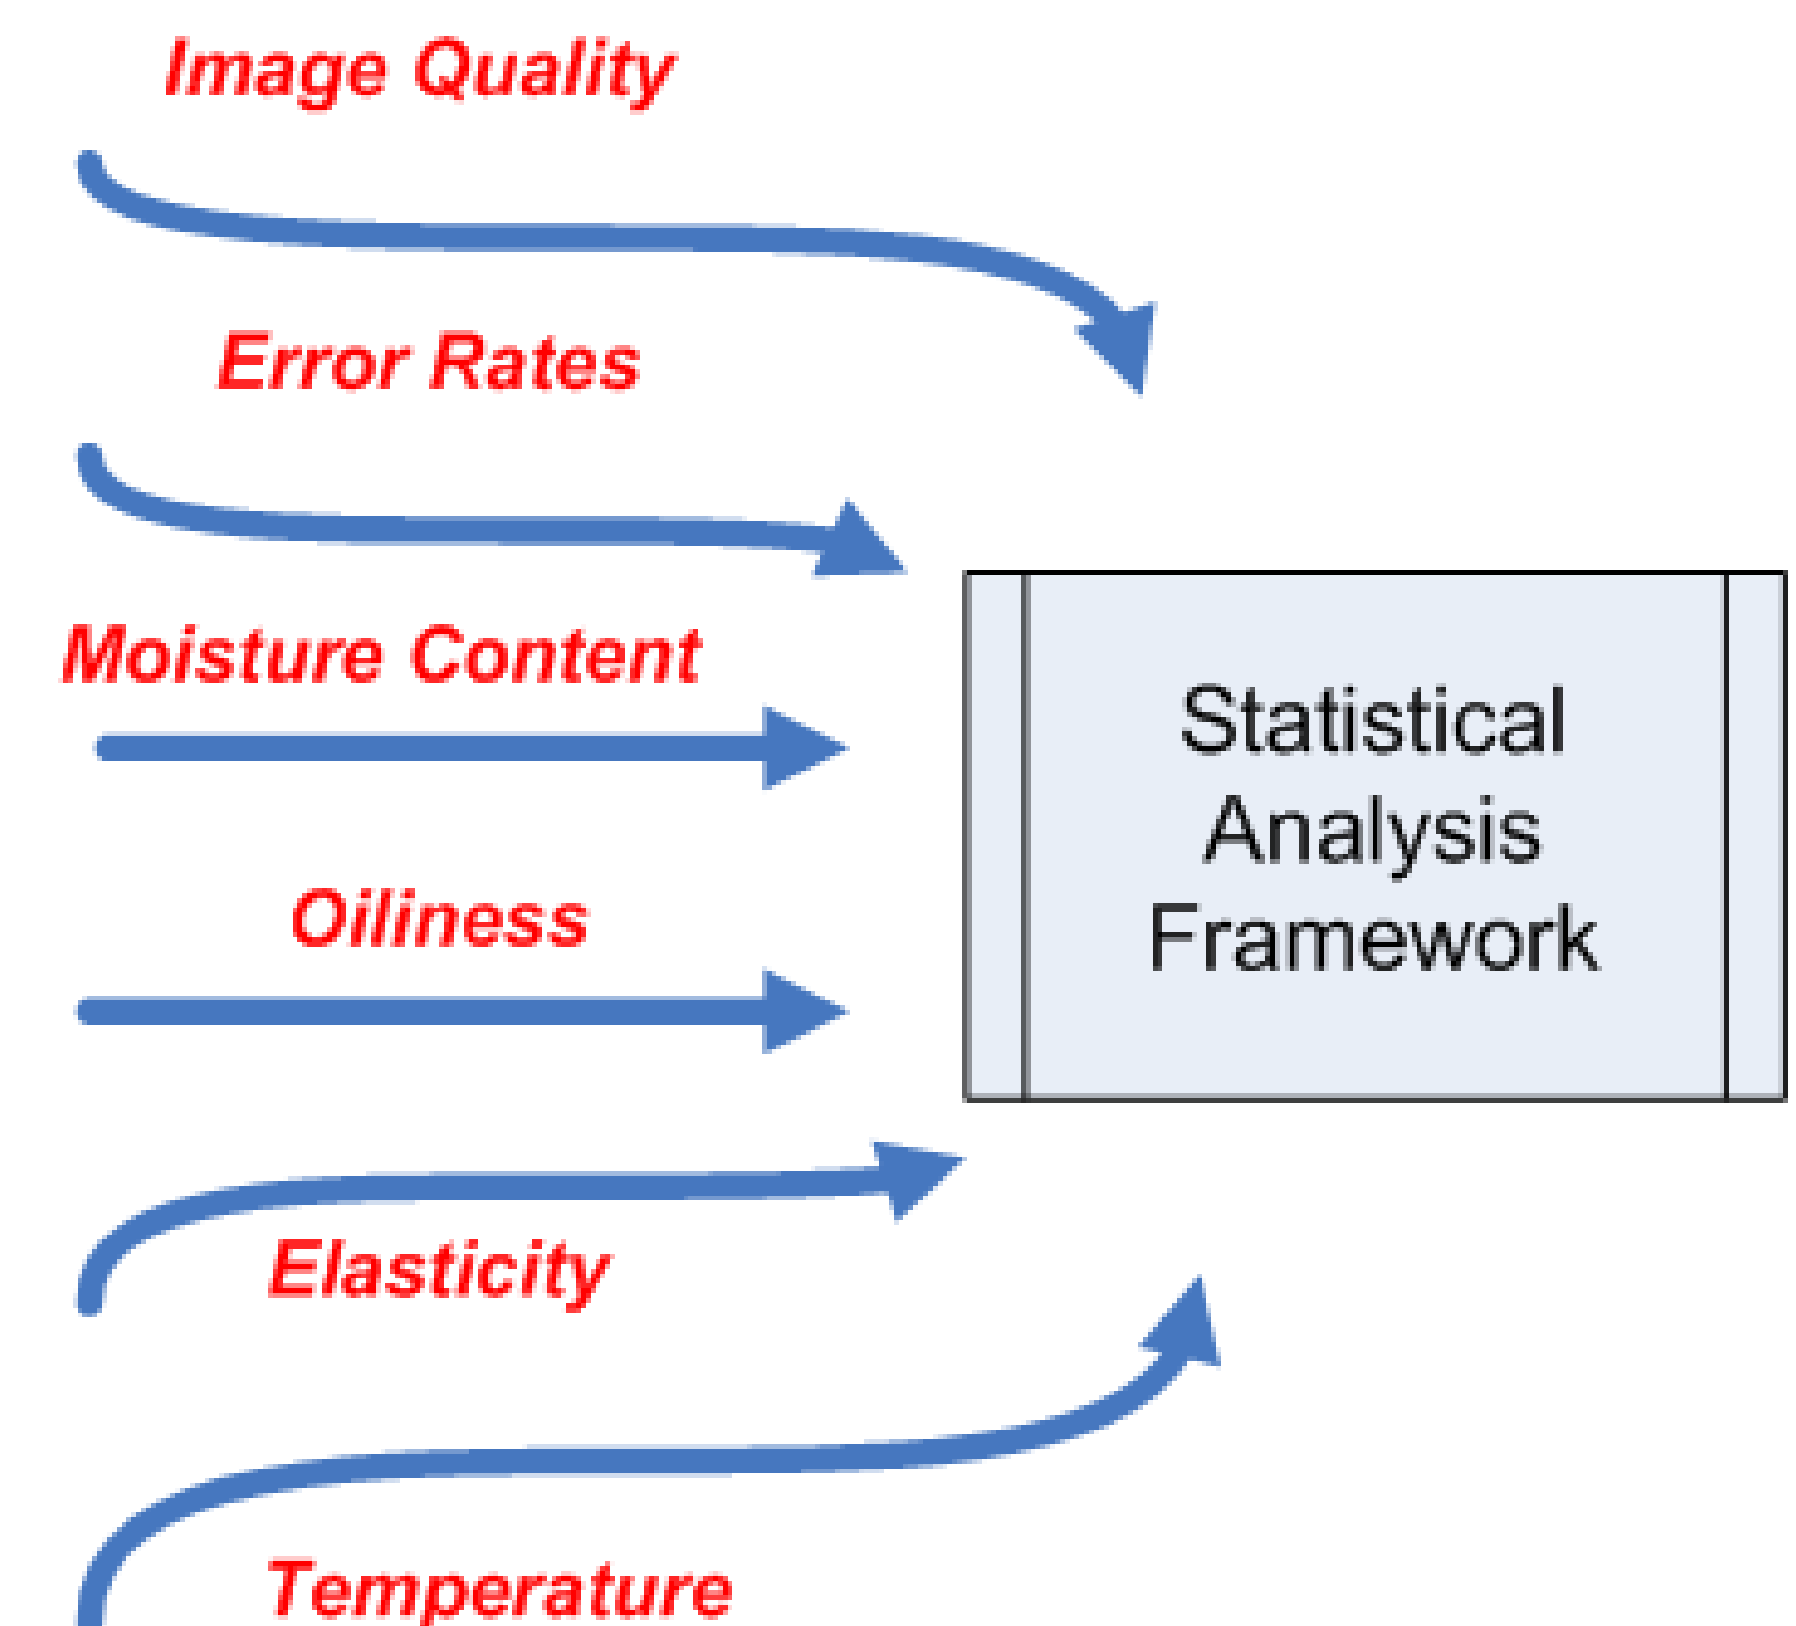 Image Quality
Error Rates
Moisture Content
Oiliness
Elasticity
Temperature
Statistical
Analysis
Framework